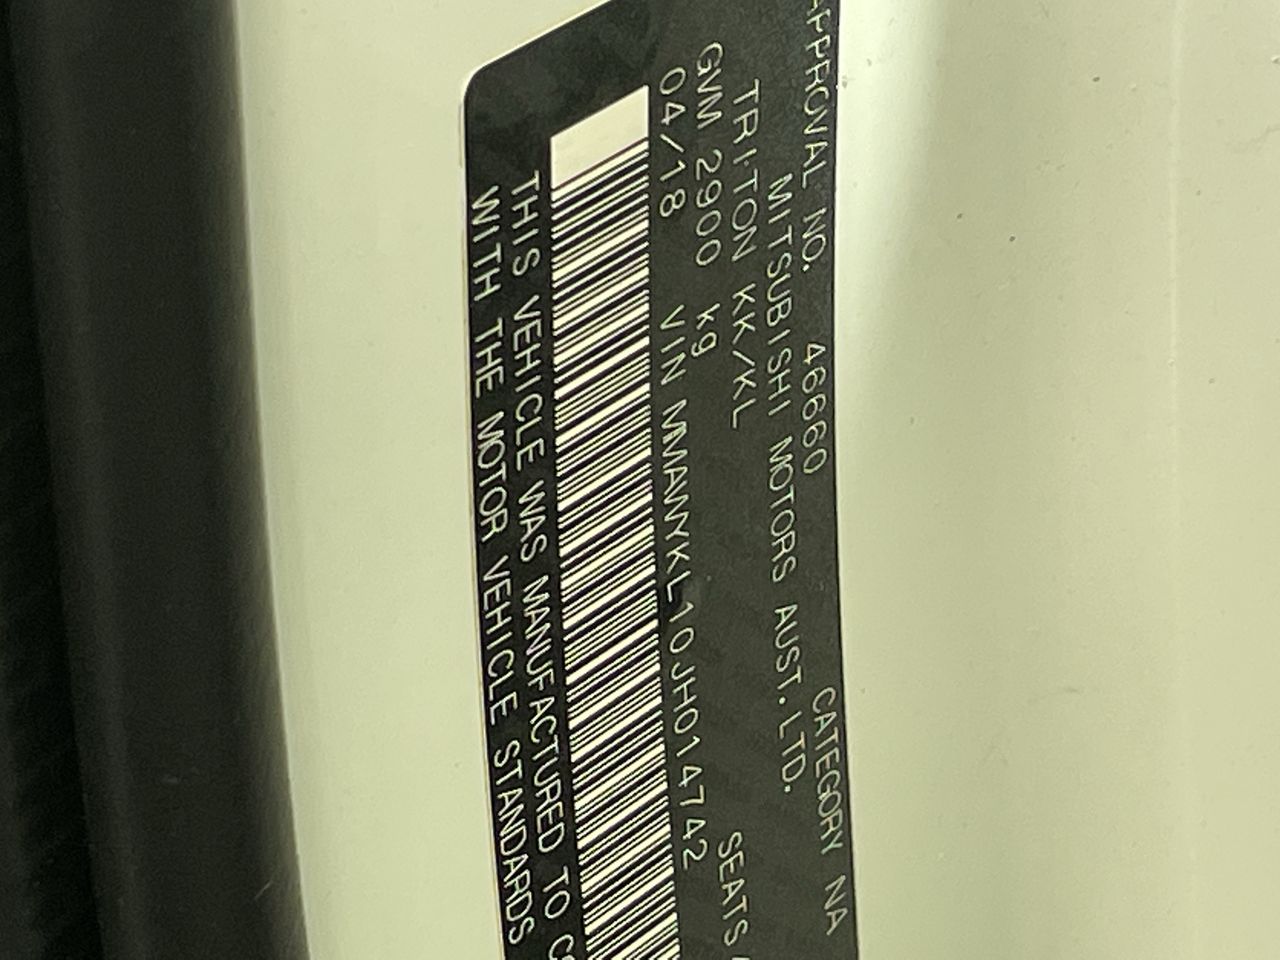 APPROVAL NO. 46660 CATEGORY NA
MITSUBISHI MOTORS AUST. LTD.
TRITON KK/KL
GVM 2900 kg SEATS
04/18 VIN MMAWYKL10JH014742
THIS VEHICLE WAS MANUFACTURED TO
WITH THE MOTOR VEHICLE STANDARDS